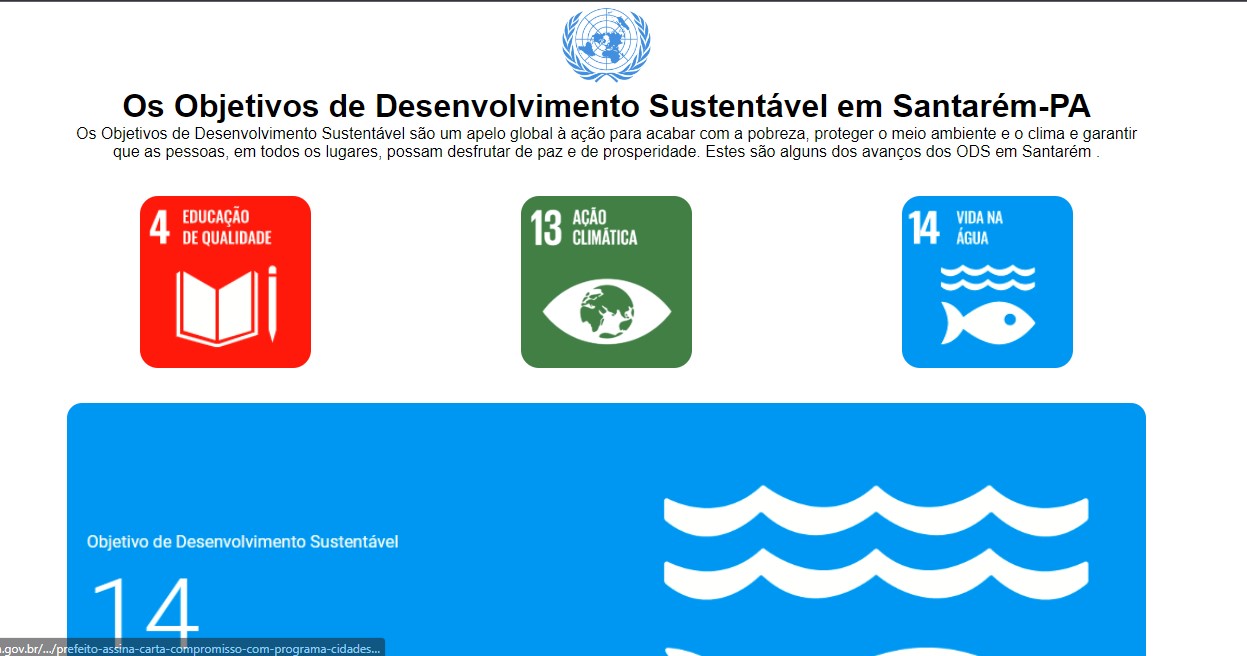 Os Objetivos de Desenvolvimento Sustentável em Santarém-PA
Os Objetivos de Desenvolvimento Sustentável são um apelo global à ação para acabar com a pobreza, proteger o meio ambiente e o clima e garantir
que as pessoas, em todos os lugares, possam desfrutar de paz e de prosperidade. Estes são alguns dos avanços dos ODS em Santarém .
4 EDUCAÇÃO
DE QUALIDADE
13 AÇÃO
CLIMÁTICA
14 VIDA NA
ÁGUA
Objetivo de Desenvolvimento Sustentável
14
.gov.br/.../prefeito-assina-carta-compromisso-com-programa-cidades...